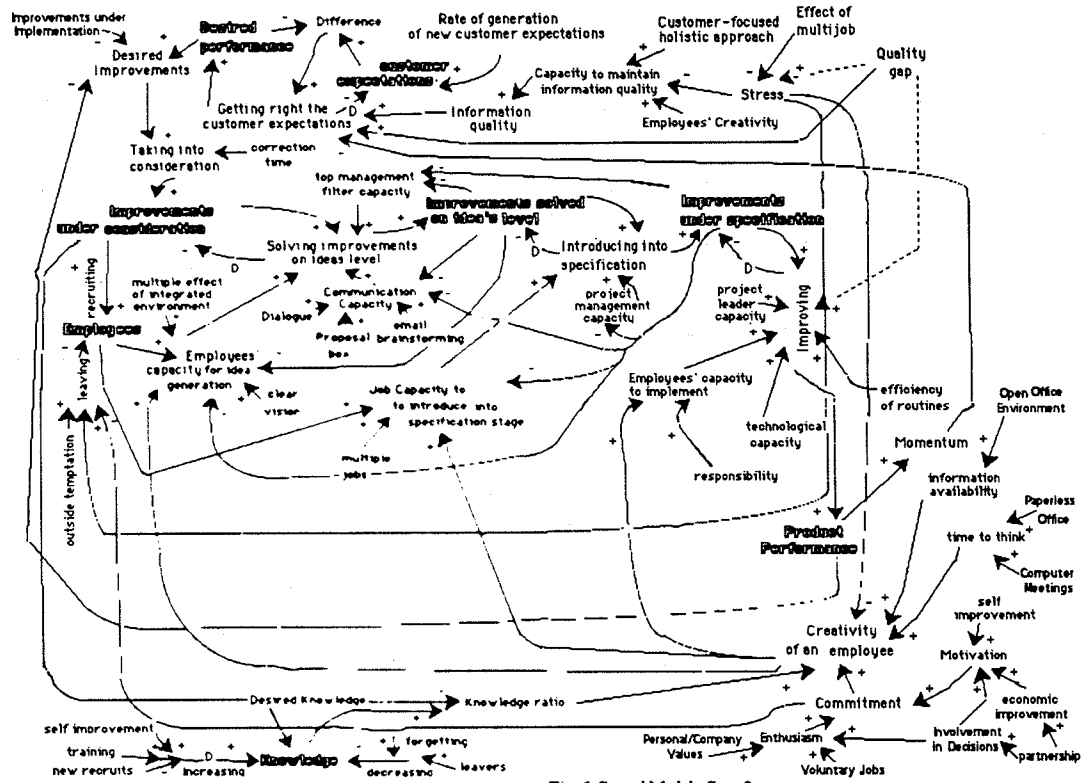 Improvements under
Implementation
Desired
performance
Difference
Rate of generation
of new customer expectations
Customer-focused
holistic approach
Effect of
multijob
Desired
improvements
customer
expectations
Capacity to maintain
information quality
Quality
gap
Stress
Getting right the
customer expectations
D
Information
quality
Employees' Creativity
Taking into
consideration
correction
time
top management
filter capacity
Improvements
under consideration
Improvements solved
on idea's level
Improvements
under specification
Solving improvements
on ideas level
D
Introducing into
specification
D
D
recruiting
multiple effect
of integrated
environment
Communication
Capacity
project
management
capacity
project
leader
capacity
Improving
Dialogue
email
Proposal brainstorming
box
Employees
leaving
Employees
capacity for idea
generation
clear
vision
Job Capacity to
to introduce into
specification stage
Employees' capacity
to implement
efficiency
of routines
Open Office
Environment
technological
capacity
Momentum
multiple
jobs
responsibility
information
availability
outside temptation
Paperless
Office
Product
Performance
time to think
Computer
Meetings
self
improvement
Creativity
of an employee
Motivation
Desired Knowledge
Knowledge ratio
Commitment
economic
improvement
self improvement
training
new recruits
D
increasing
Knowledge
forgetting
decreasing
leavers
Personal/Company
Values
Enthusiasm
Voluntary Jobs
Involvement
in Decisions
partnership